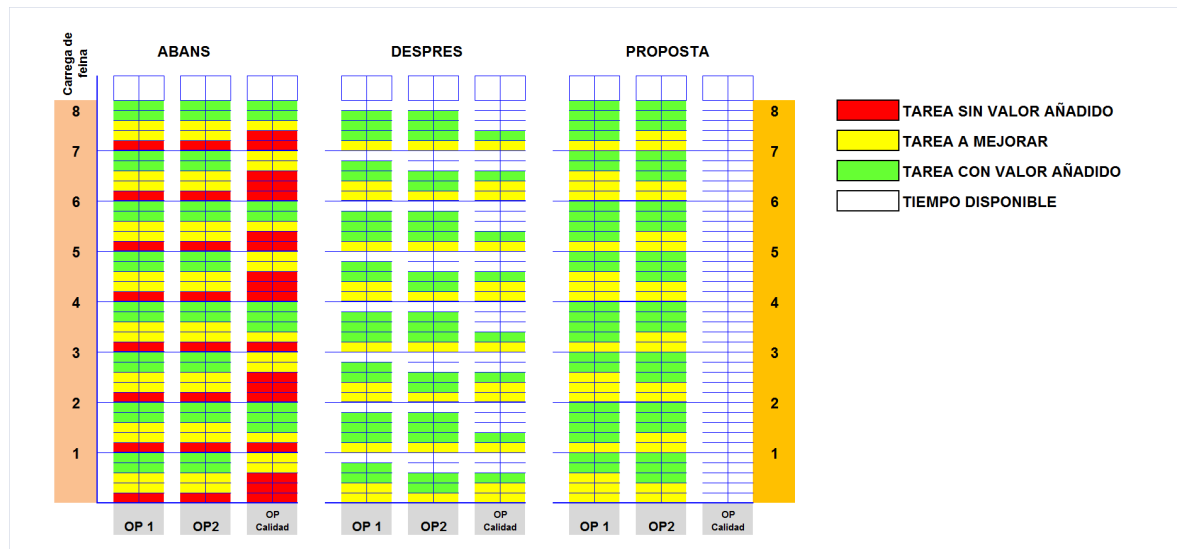 Carrega de
feina
ABANS
DESPRES
PROPOSTA
8
7
6
5
4
3
2
1
8
7
6
5
4
3
2
1
TAREA SIN VALOR AÑADIDO
TAREA A MEJORAR
TAREA CON VALOR AÑADIDO
TIEMPO DISPONIBLE
OP 1
OP2
OP
Calidad
OP 1
OP2
OP
Calidad
OP 1
OP2
OP
Calidad